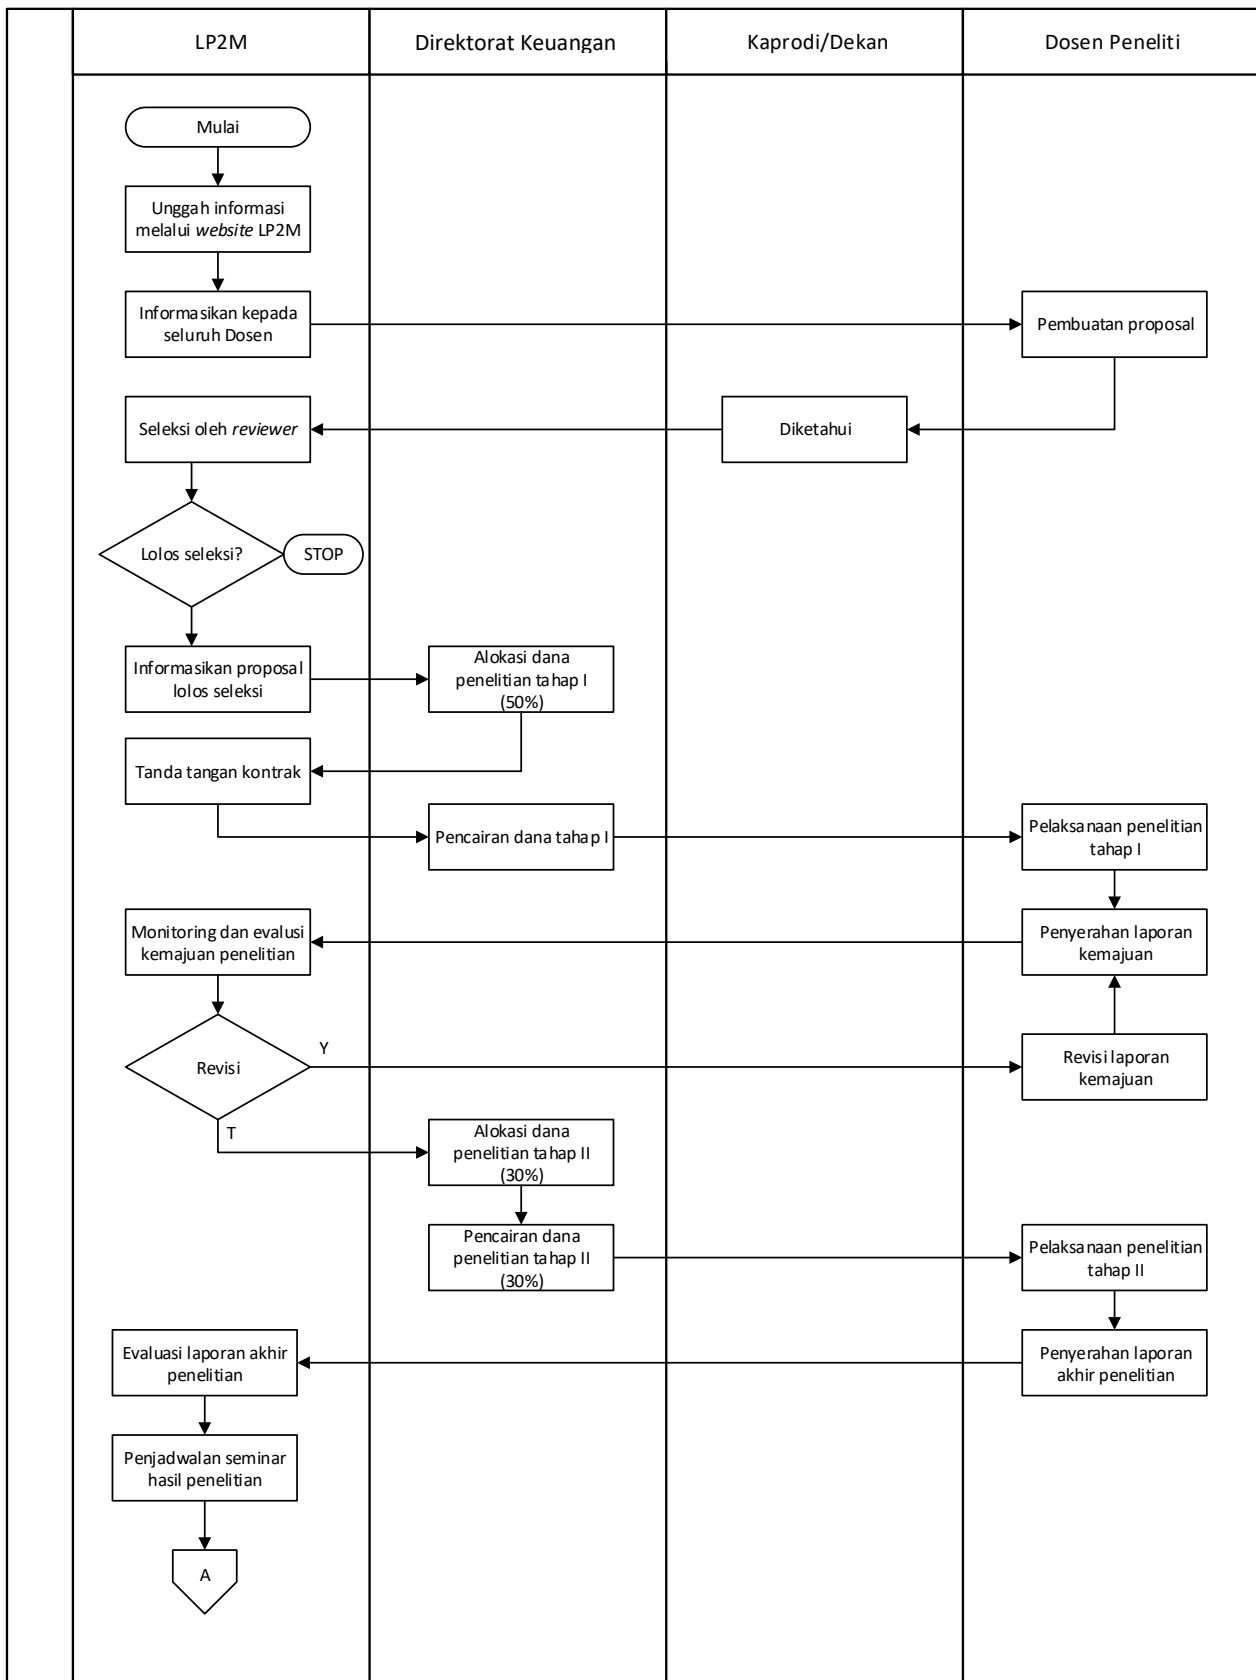 LP2M
Direktorat Keuangan
Kaprodi/Dekan
Dosen Peneliti
Mulai
Unggah informasi
melalui website LP2M
Informasikan kepada
seluruh Dosen
Pembuatan proposal
Seleksi oleh reviewer
Diketahui
Lolos seleksi?
STOP
Informasikan proposal
lolos seleksi
Alokasi dana
penelitian tahap I
(50%)
Tanda tangan kontrak
Pencairan dana tahap I
Pelaksanaan penelitian
tahap I
Monitoring dan evalusi
kemajuan penelitian
Penyerahan laporan
kemajuan
Revisi
Y
Revisi laporan
kemajuan
T
Alokasi dana
penelitian tahap II
(30%)
Pencairan dana
penelitian tahap II
(30%)
Pelaksanaan penelitian
tahap II
Evaluasi laporan akhir
penelitian
Penyerahan laporan
akhir penelitian
Penjadwalan seminar
hasil penelitian
A